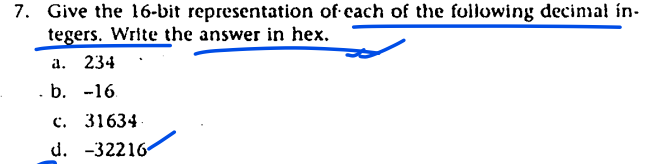 7. Give the 16-bit representation of each of the following decimal in-
tegers. Write the answer in hex.
a. 234
b. -16
c. 31634
d. -32216